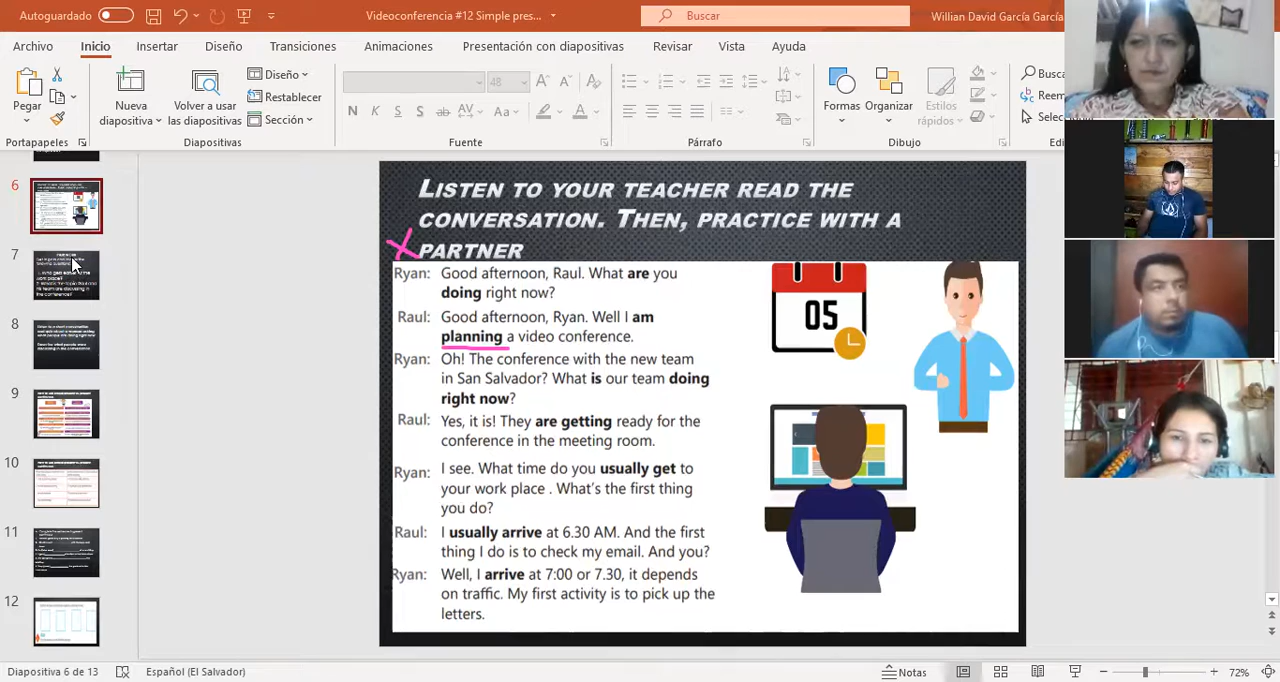 Autoguardado
Videoconferencia #12 Simple pres...
Buscar
Willian David García García
Archivo
Inicio
Insertar
Diseño
Transiciones
Animaciones
Presentación con diapositivas
Revisar
Vista
Ayuda
Pegar
Nueva
diapositiva
Volver a usar
las diapositivas
Diseño
Restablecer
Sección
48
N K S S ab AV Aa
Formas
Organizar
Estilos
rápidos
Busca
Reem
Selecc
Portapapeles
Diapositivas
Fuente
Párrafo
Dibujo
Edi
6
7
8
9
10
11
12
LISTEN TO YOUR TEACHER READ THE
CONVERSATION. THEN, PRACTICE WITH A
PARTNER
Ryan: Good afternoon, Raul. What are you
doing right now?
Raul: Good afternoon, Ryan. Well I am
planning a video conference.
Ryan: Oh! The conference with the new team
in San Salvador? What is our team doing
right now?
Raul: Yes, it is! They are getting ready for the
conference in the meeting room.
Ryan: I see. What time do you usually get to
your work place . What's the first thing
you do?
Raul: I usually arrive at 6.30 AM. And the first
thing I do is to check my email. And you?
Ryan: Well, I arrive at 7:00 or 7.30, it depends
on traffic. My first activity is to pick up the
letters.
05
Diapositiva 6 de 13
Español (El Salvador)
Notas
72%